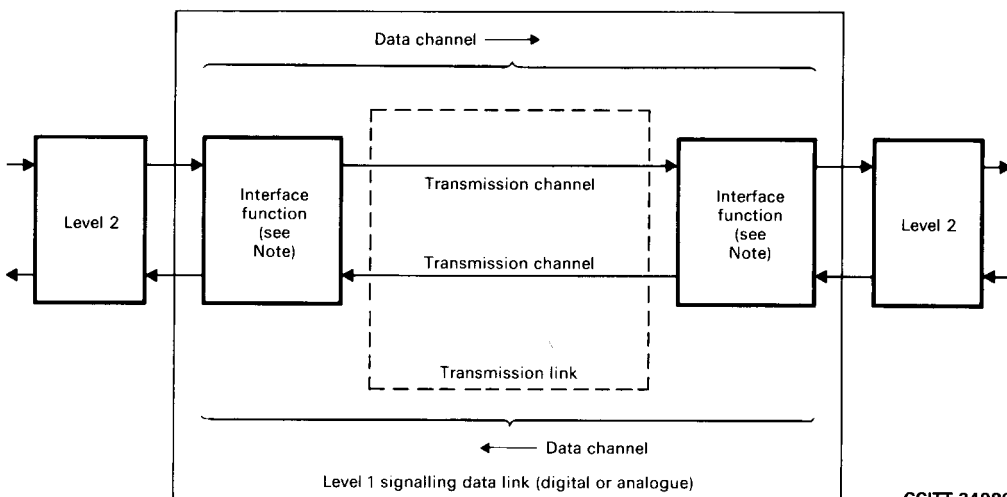 Data channel
Level 2
Interface
function
(see
Note)
Transmission channel
Transmission channel
Transmission link
Interface
function
(see
Note)
Level 2
Data channel
Level 1 signalling data link (digital or analogue)